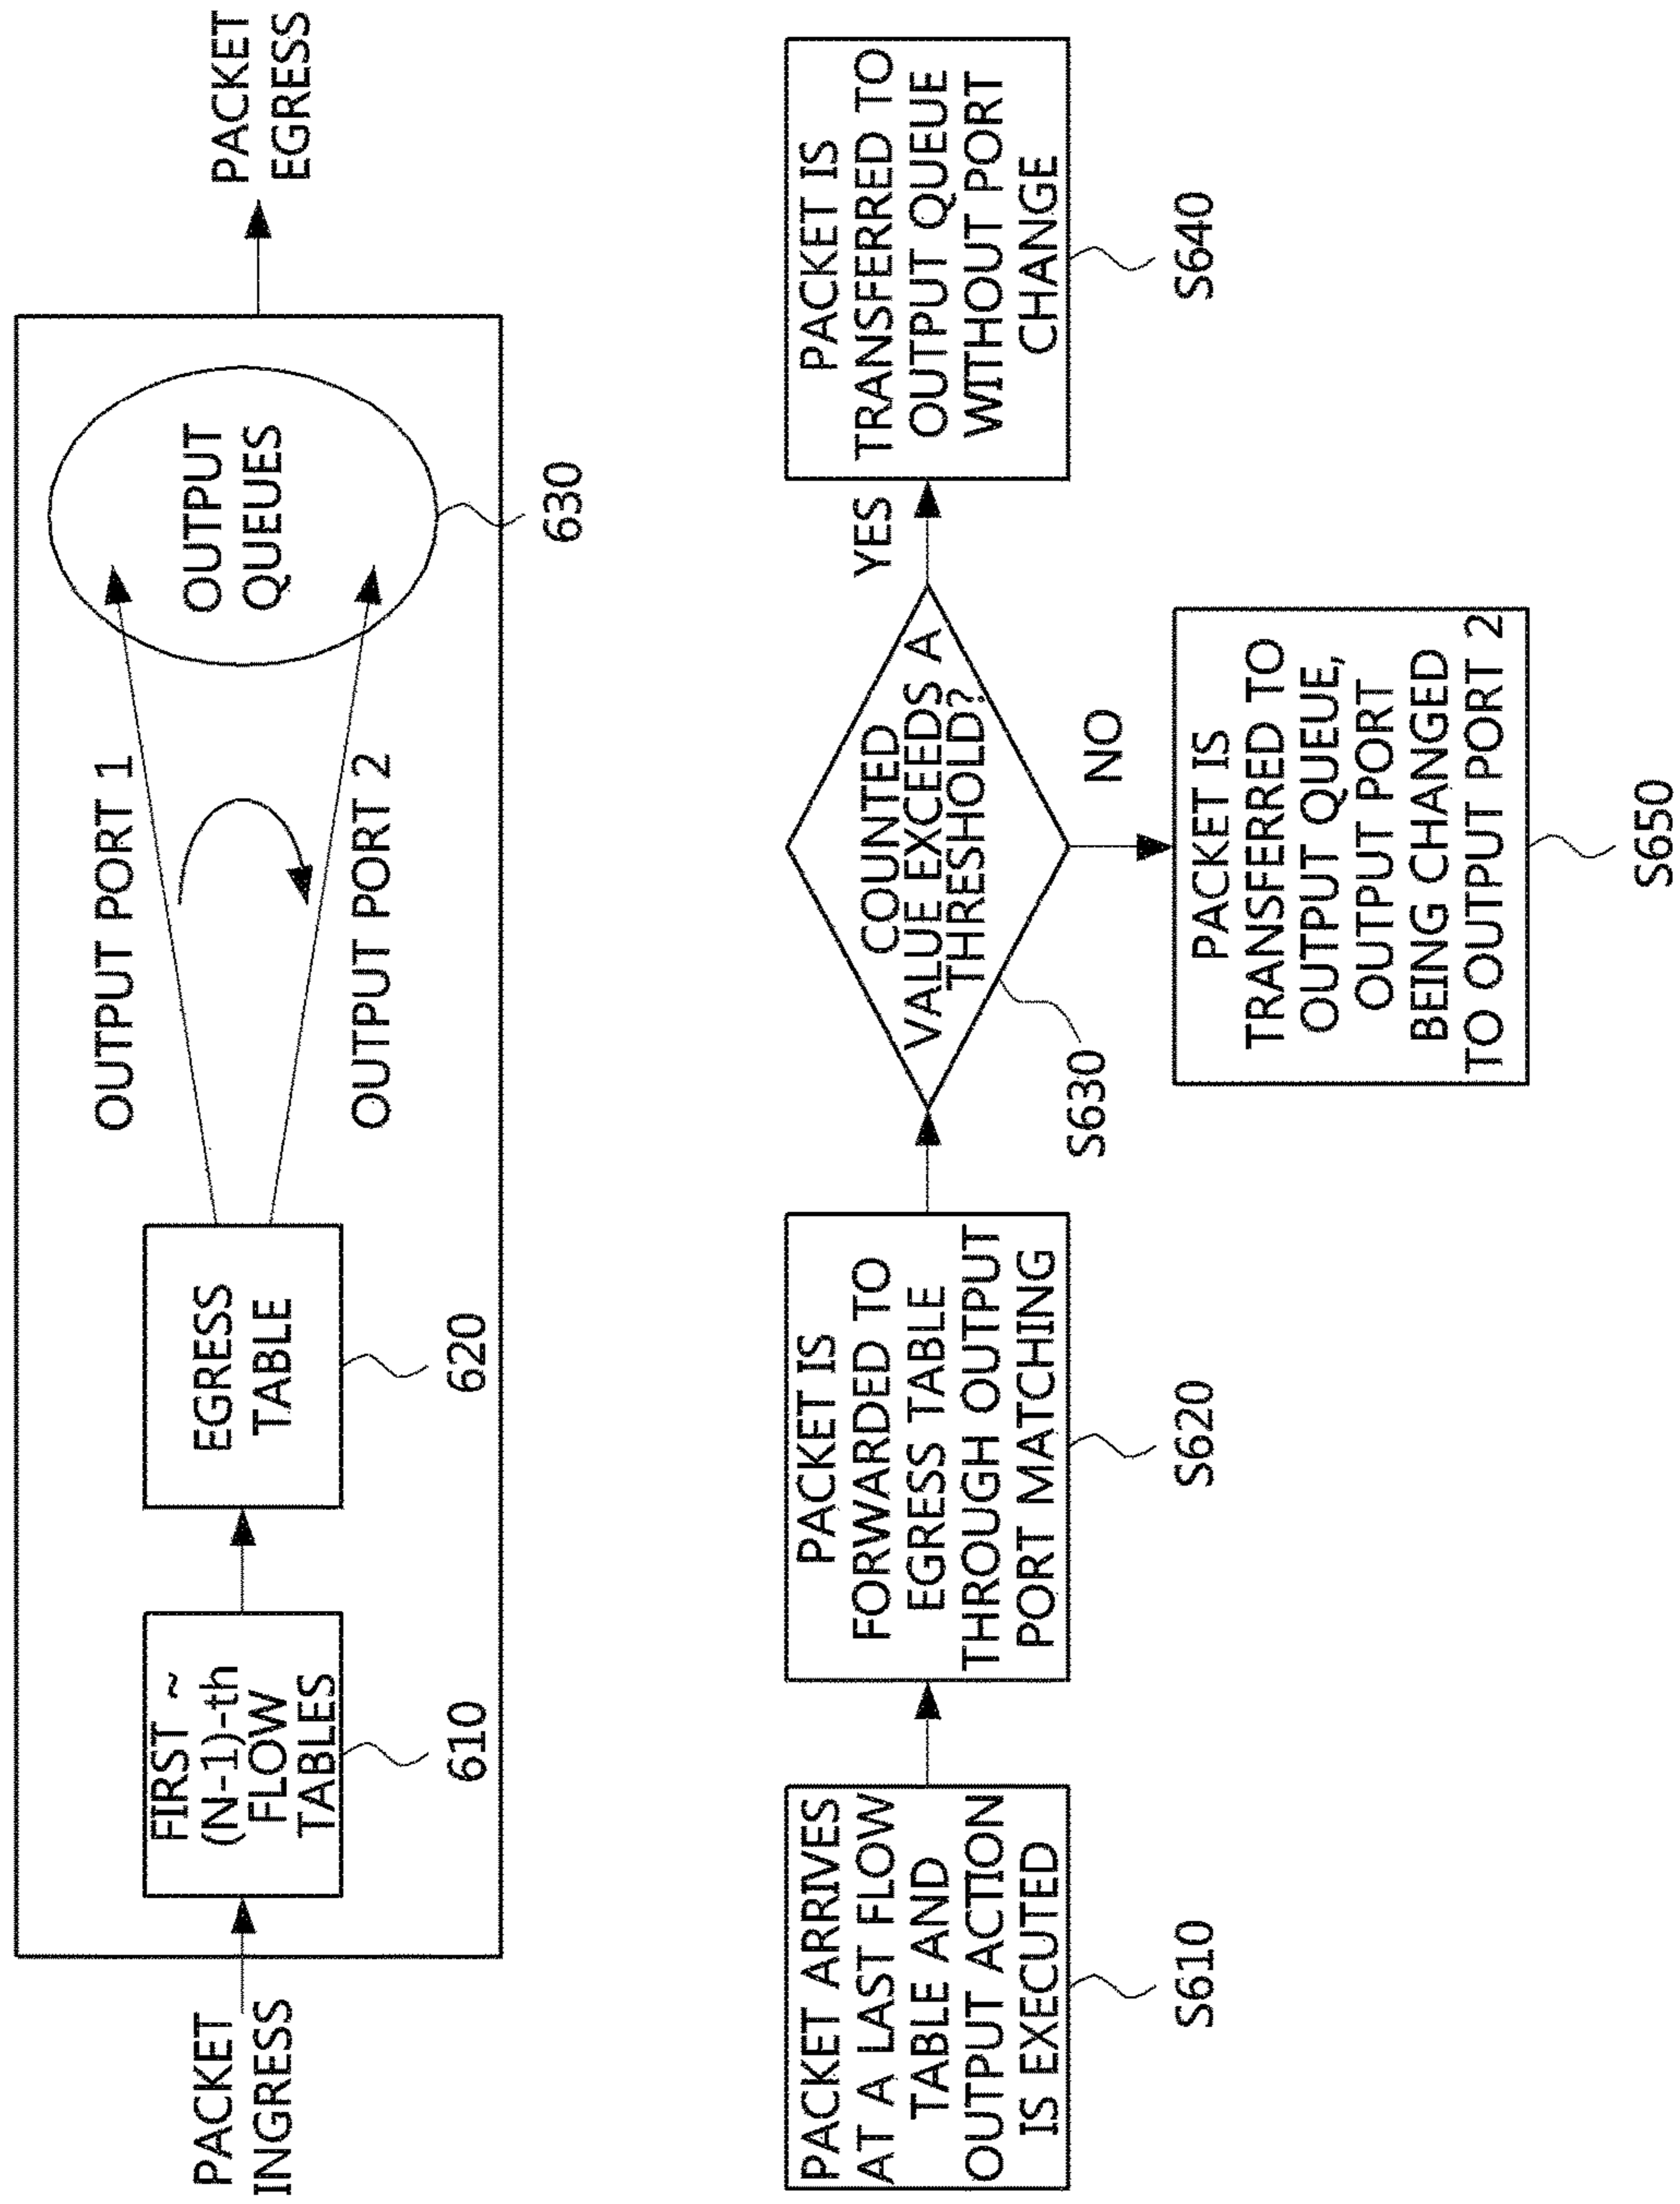 PACKET
INGRESS
FIRST ~
(N-1)-th
FLOW
TABLES
610
EGRESS
TABLE
620
OUTPUT PORT 1
OUTPUT PORT 2
OUTPUT
QUEUES
630
PACKET
EGRESS
PACKET ARRIVES
AT A LAST FLOW
TABLE AND
OUTPUT ACTION
IS EXECUTED
S610
PACKET IS
FORWARDED TO
EGRESS TABLE
THROUGH OUTPUT
PORT MATCHING
S620
COUNTED
VALUE EXCEEDS A
THRESHOLD?
S630
YES
PACKET IS
TRANSFERRED TO
OUTPUT QUEUE
WITHOUT PORT
CHANGE
S640
NO
PACKET IS
TRANSFERRED TO
OUTPUT QUEUE,
OUTPUT PORT
BEING CHANGED
TO OUTPUT PORT 2
S650